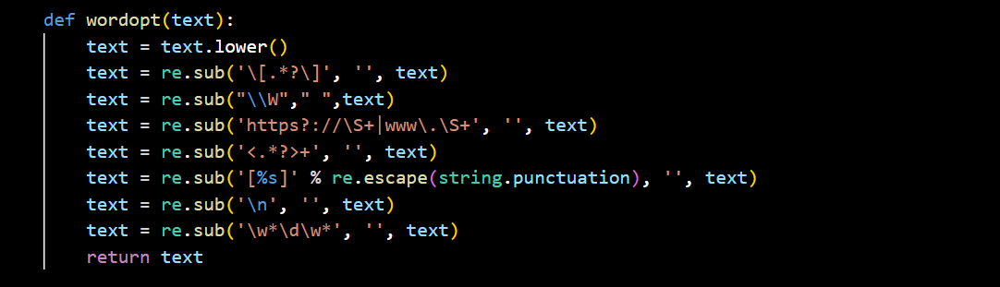 def wordopt(text):
    text = text.lower()
    text = re.sub('\[.*?\]', '', text)
    text = re.sub("\\W"," ",text)
    text = re.sub('https?://\S+|www\.\S+', '', text)
    text = re.sub('<.*?>+', '', text)
    text = re.sub('[%s]' % re.escape(string.punctuation), '', text)
    text = re.sub('\n', '', text)
    text = re.sub('\w*\d\w*', '', text)
    return text